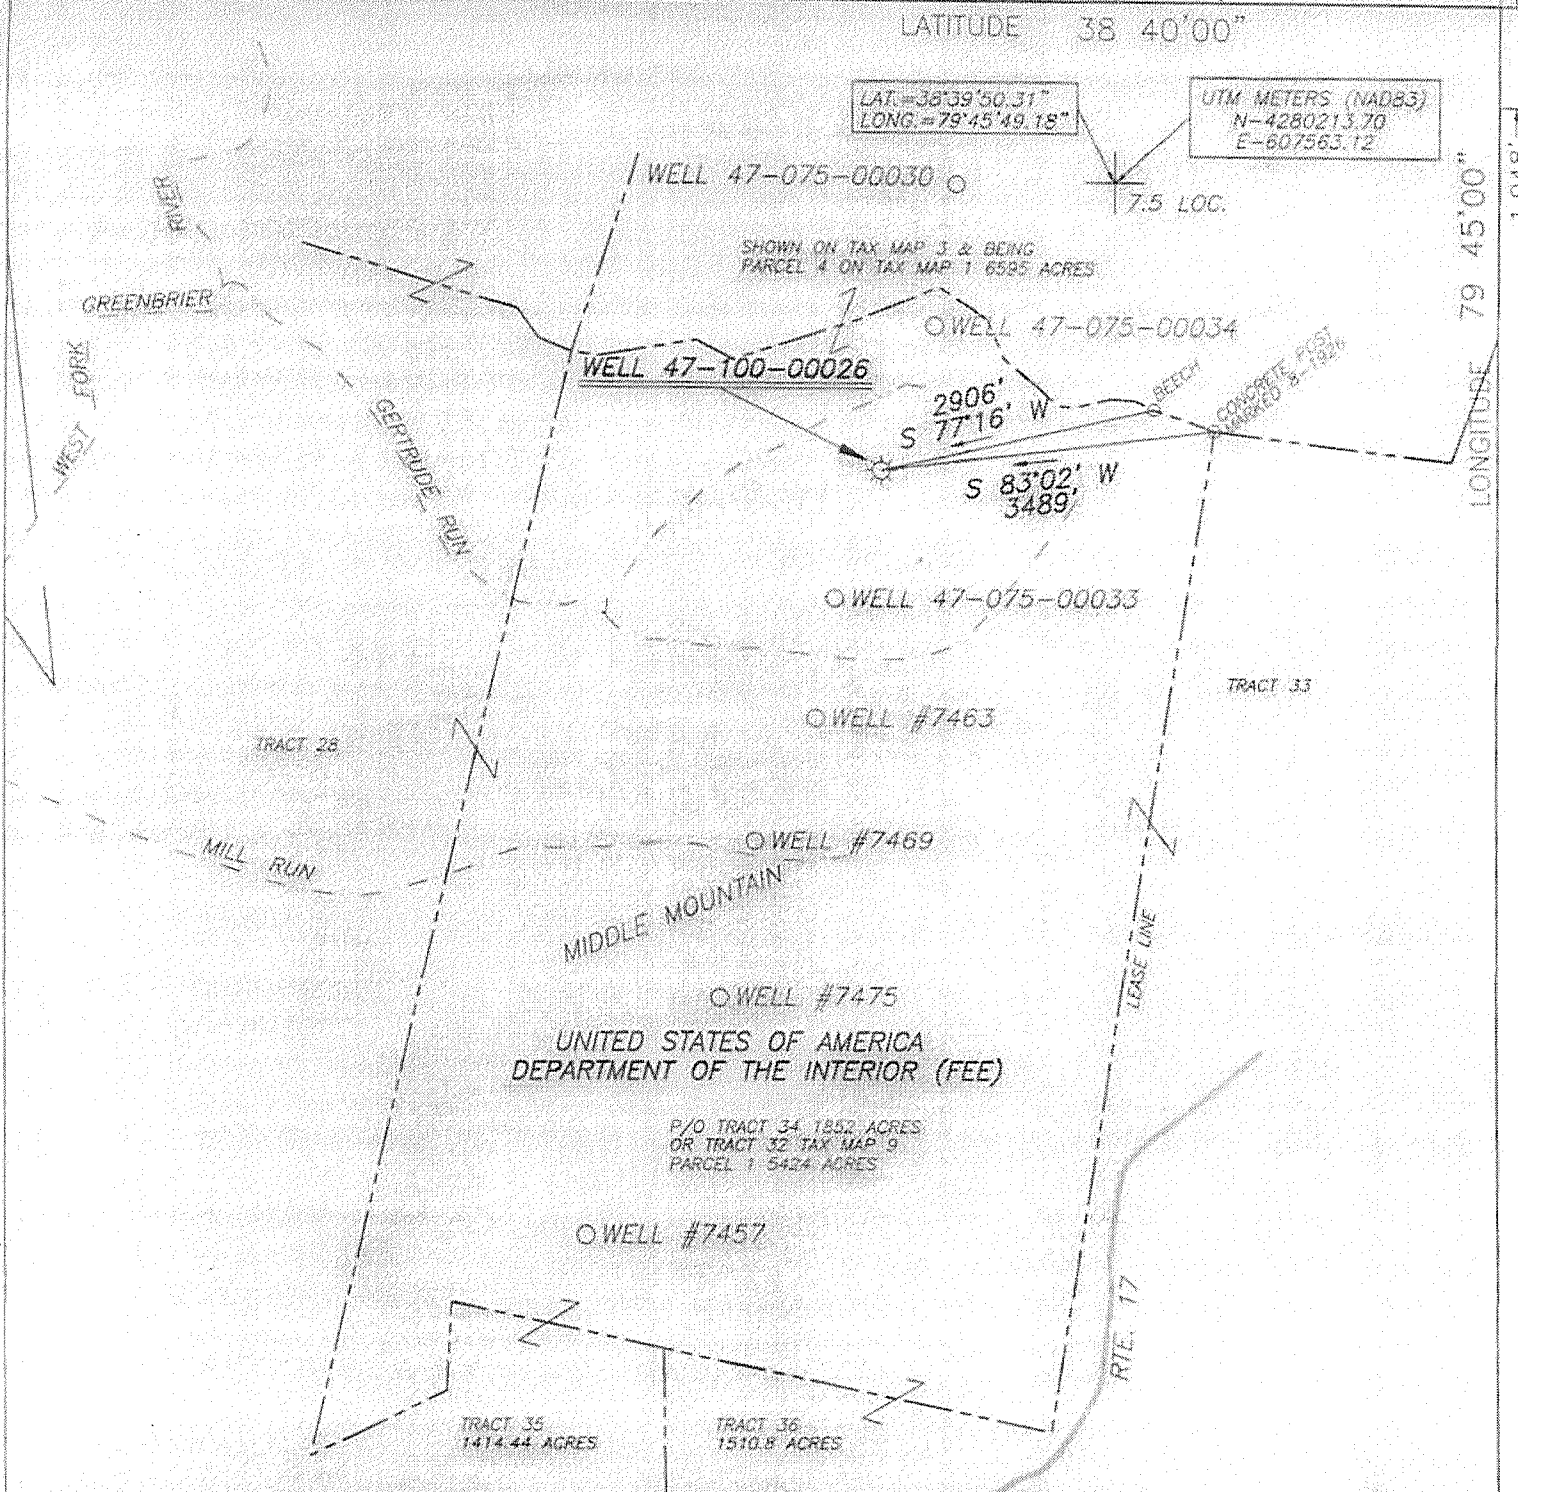 LATITUDE 38 40'00"
LAT.=38°39'50.31"
LONG.=79°45'49.18"
UTM METERS (NAD83)
N-4280213.70
E-607563.12
7.5 LOC.
LONGITUDE 79 45'00"
WELL 47-075-00030
SHOWN ON TAX MAP 3 & BEING
PARCEL 4 ON TAX MAP 1 6595 ACRES
RIVER
GREENBRIER
FORK
WEST
WELL 47-075-00034
WELL 47-100-00026
BEECH
CONCRETE POST
MARKED 8-1926
2906'
S 77°16' W
S 83°02' W
3489'
GERTRUDE RUN
WELL 47-075-00033
TRACT 33
WELL #7463
TRACT 28
WELL #7469
MILL RUN
MIDDLE MOUNTAIN
LEASE LINE
WELL #7475
UNITED STATES OF AMERICA
DEPARTMENT OF THE INTERIOR (FEE)
P/O TRACT 34 1852 ACRES
OR TRACT 32 TAX MAP 9
PARCEL 1 5424 ACRES
WELL #7457
RTE. 17
TRACT 35
1414.44 ACRES
TRACT 36
1510.8 ACRES